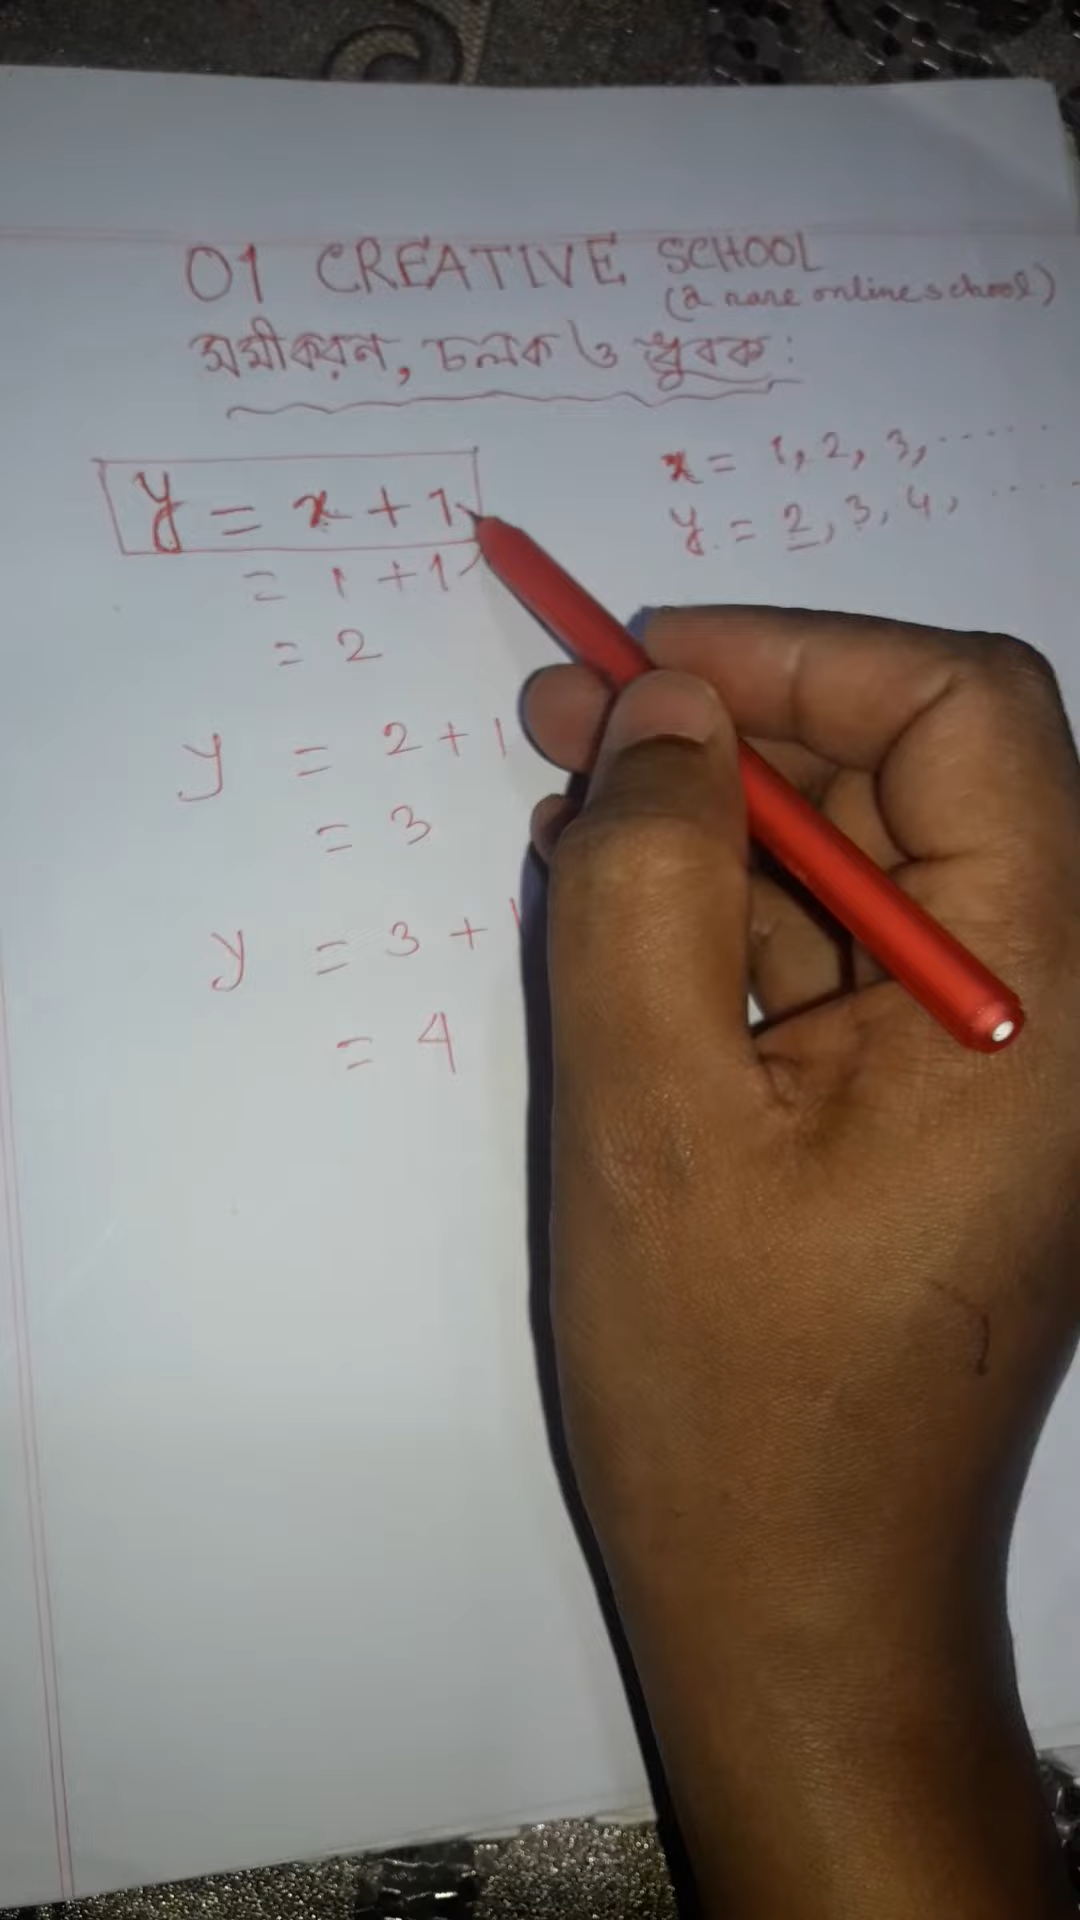 01 CREATIVE SCHOOL
(a rare online school)
সমীকরণ, চলক ও ধ্রুবক:
x = 1, 2, 3, ......
y = 2, 3, 4, ......
y = x + 1
= 1 + 1
= 2
y = 2 + 1
= 3
y = 3 + 1
= 4